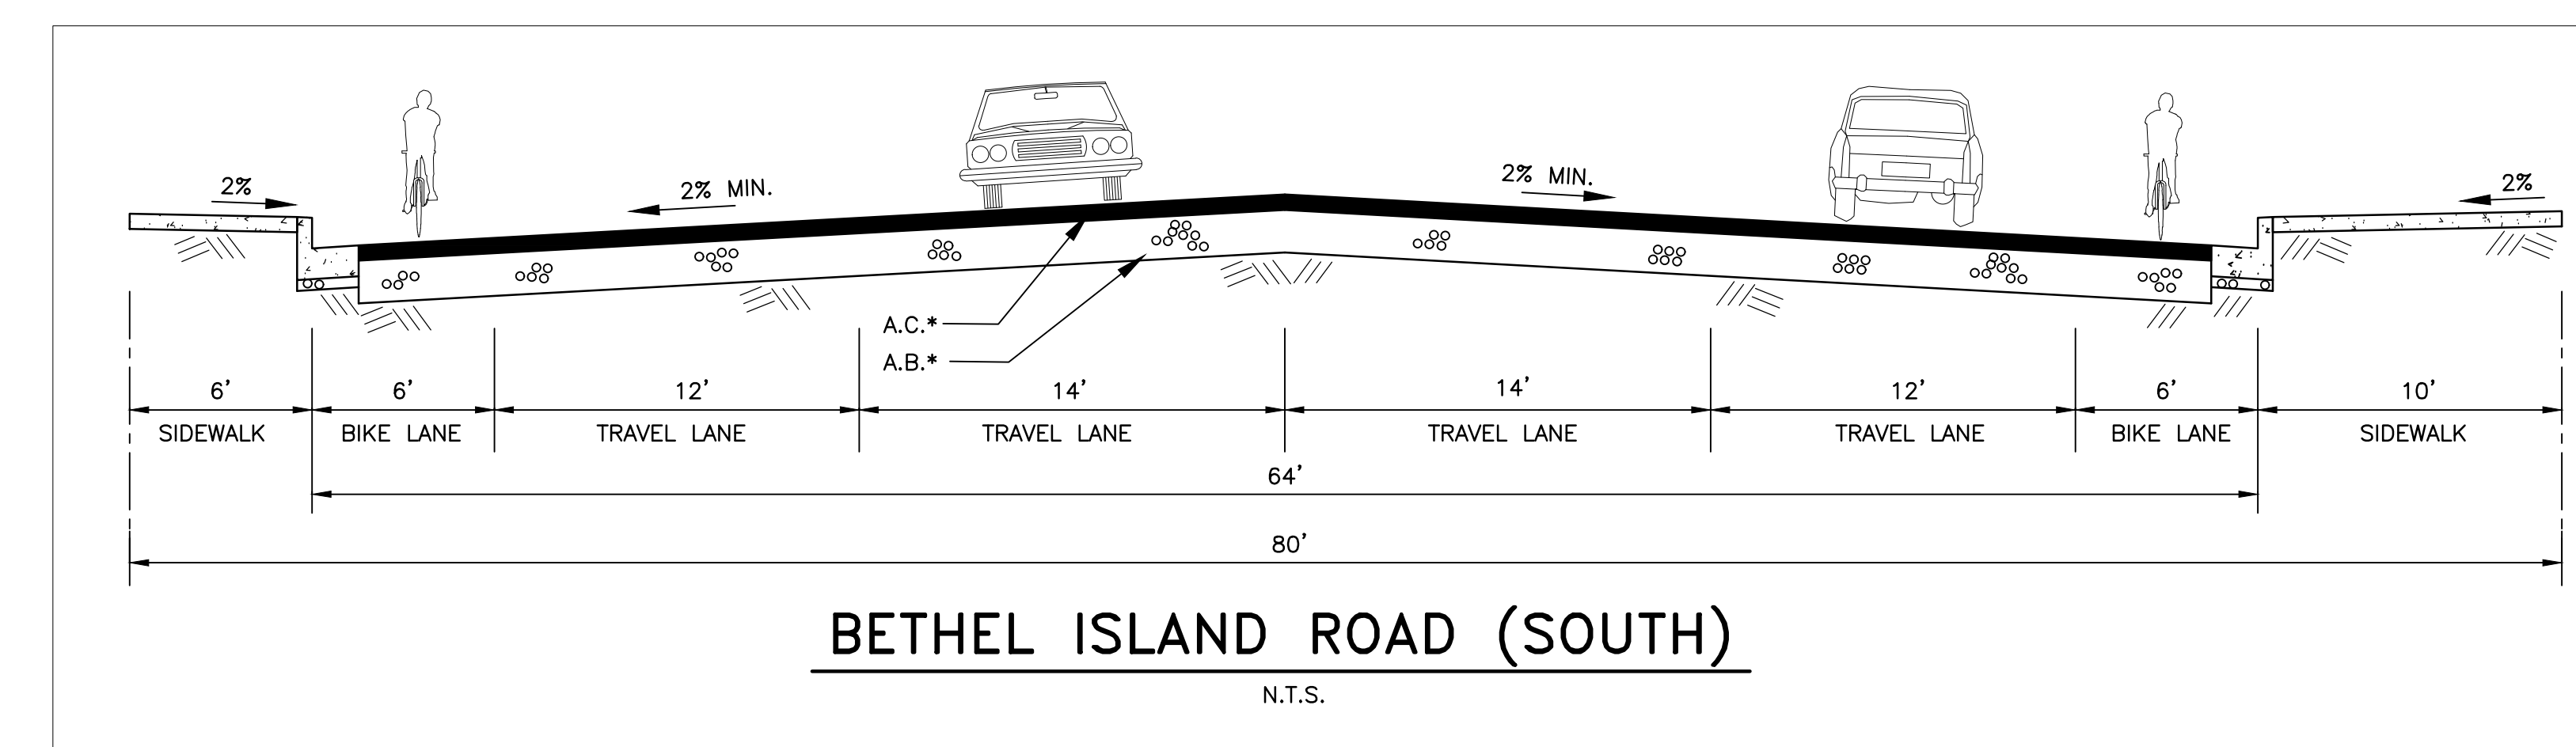 2%
2% MIN.
2% MIN.
2%
A.C.*
A.B.*
6' 6' 12' 14' 14' 12' 6' 10'
SIDEWALK BIKE LANE TRAVEL LANE TRAVEL LANE TRAVEL LANE TRAVEL LANE BIKE LANE SIDEWALK
64'
80'
BETHEL ISLAND ROAD (SOUTH)
N.T.S.